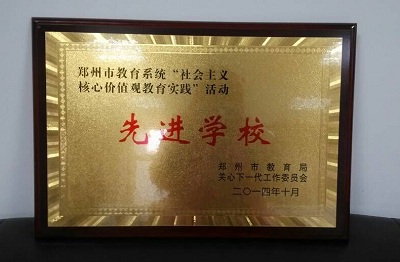 郑州市教育系统“社会主义
核心价值观教育实践”活动
先进学校
郑州市教育局
关心下一代工作委员会
二〇一四年十月